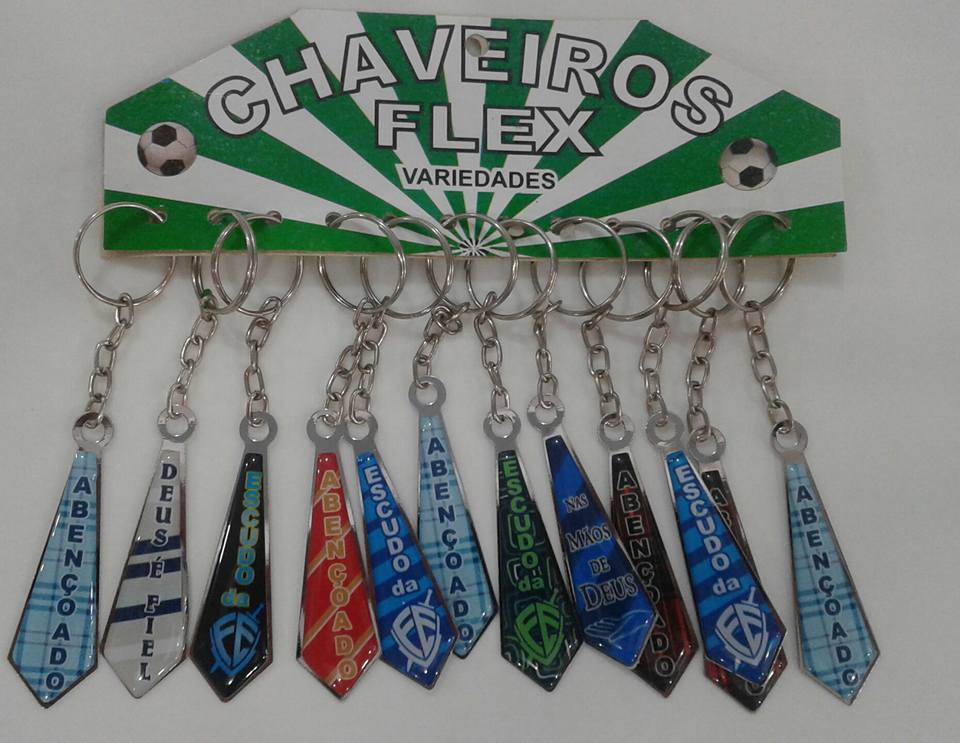 CHAVEIROS
FLEX
VARIEDADES
ABENÇOADO
DEUS É FIEL
ESCUDO da FÉ
ABENÇOADO
ESCUDO da FÉ
ABENÇOADO
ESCUDO da FÉ
NAS
MÃOS
DE
DEUS
ABENÇOADO
ESCUDO da FÉ
ABENÇOADO